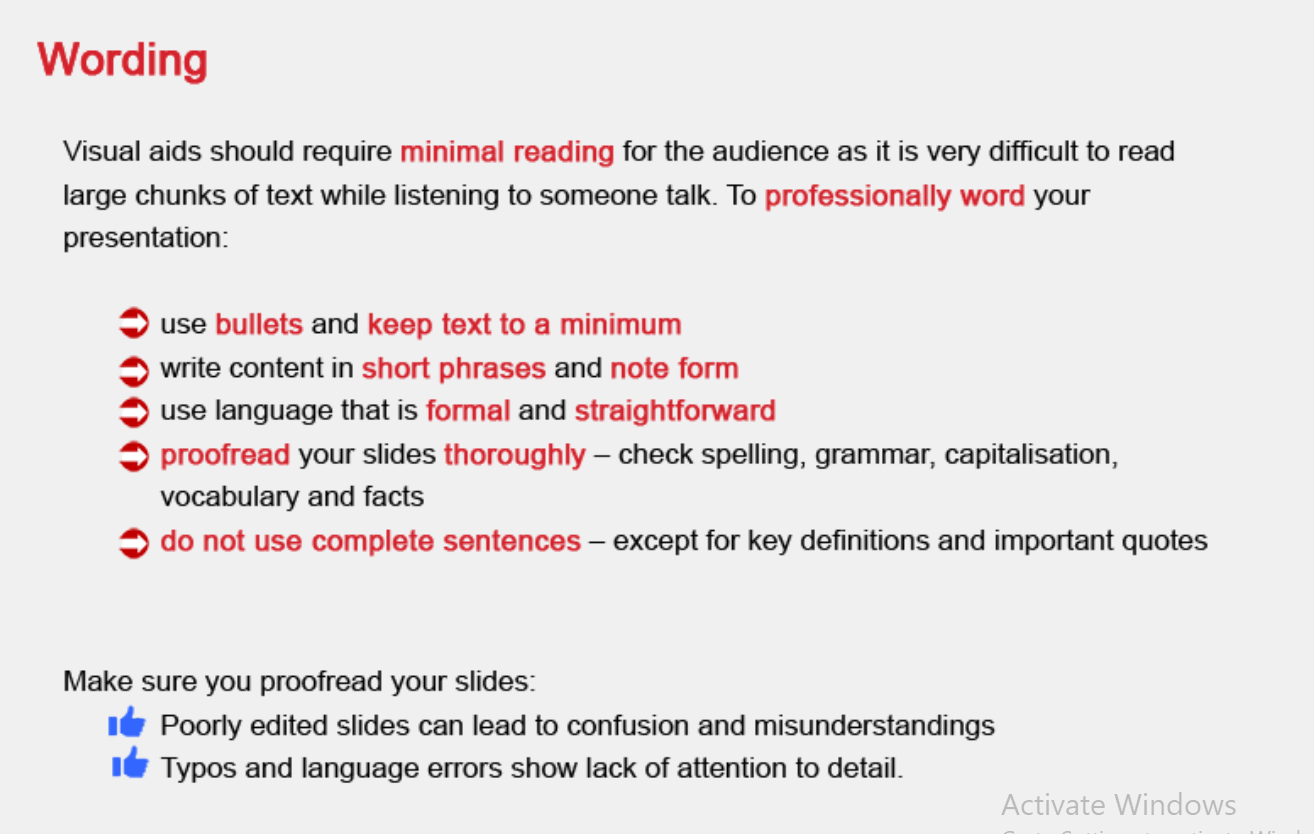 Wording
Visual aids should require minimal reading for the audience as it is very difficult to read
large chunks of text while listening to someone talk. To professionally word your
presentation:
use bullets and keep text to a minimum
write content in short phrases and note form
use language that is formal and straightforward
proofread your slides thoroughly – check spelling, grammar, capitalisation,
vocabulary and facts
do not use complete sentences – except for key definitions and important quotes
Make sure you proofread your slides:
Poorly edited slides can lead to confusion and misunderstandings
Typos and language errors show lack of attention to detail.
Activate Windows